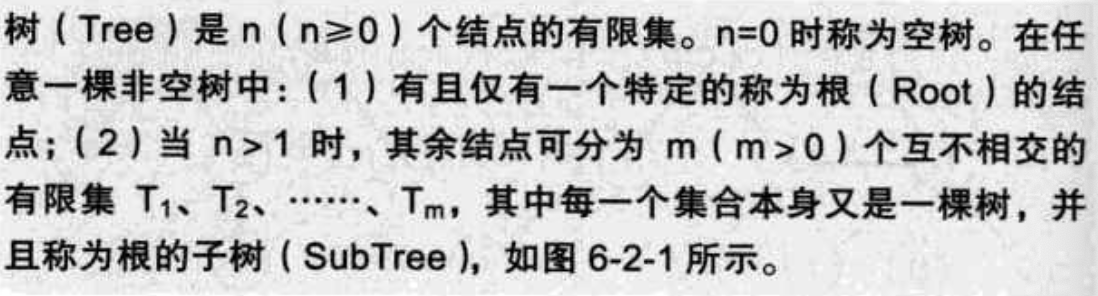 树（Tree）是 n（n≥0）个结点的有限集。n=0 时称为空树。在任
意一棵非空树中：（1）有且仅有一个特定的称为根（Root）的结
点；（2）当 n>1 时，其余结点可分为 m（m>0）个互不相交的
有限集 T₁、T₂、……、Tₘ，其中每一个集合本身又是一棵树，并
且称为根的子树（SubTree），如图 6-2-1 所示。